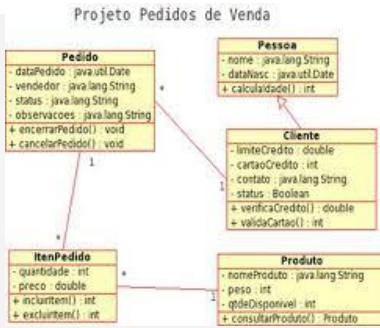 Projeto Pedidos de Venda
Pedido
- dataPedido : java.util.Date
- vendedor : java.lang.String
- status : java.lang.String
- observacoes : java.lang.String
+ encerrarPedido() : void
+ cancelarPedido() : void
Pessoa
- nome : java.lang.String
- dataNasc : java.util.Date
+ calculaIdade() : int
Cliente
- limiteCredito : double
- cartaoCredito : int
- contato : java.lang.String
- status : Boolean
+ verificaCredito() : double
+ validaCartao() : int
*
1
1
*
ItenPedido
- quantidade : int
- preco : double
+ incluirItem() : int
+ excluirItem() : int
*
1
Produto
- nomeProduto : java.lang.String
- peso : int
- qtdeDisponivel : int
+ consultarProduto() : Produto